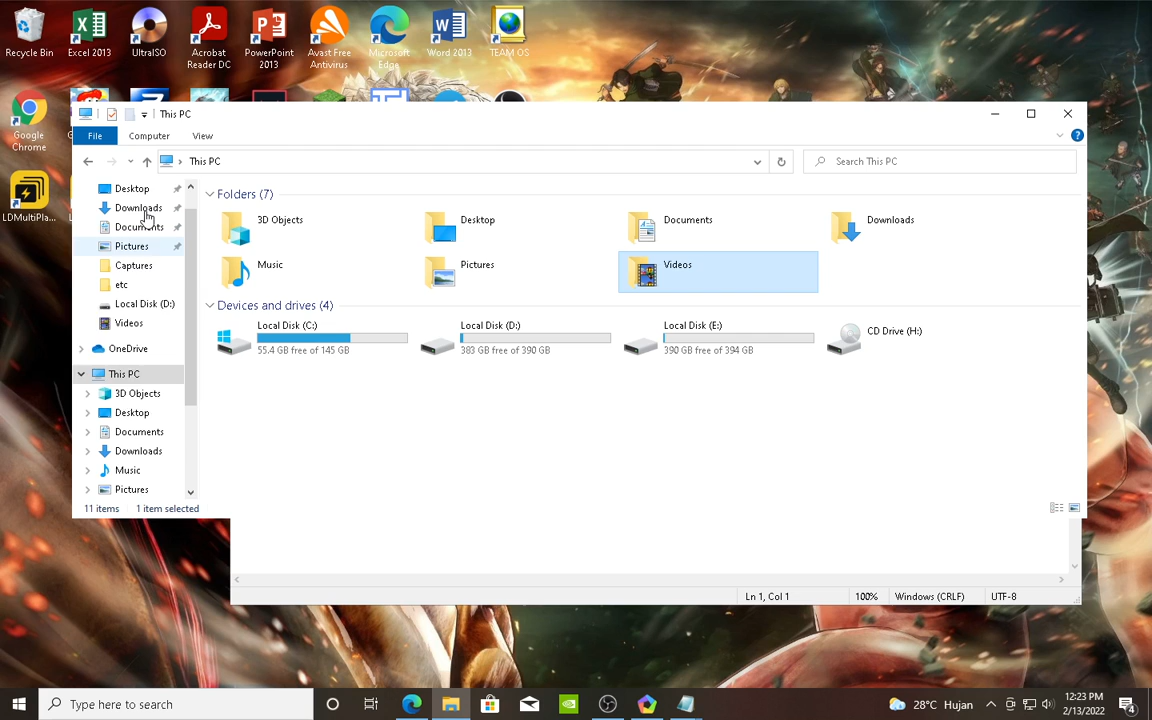 Recycle Bin
Excel 2013
UltraISO
Acrobat Reader DC
PowerPoint 2013
Avast Free Antivirus
Microsoft Edge
Word 2013
TEAM OS
Google Chrome
LDMultiPla...
This PC
File
Computer
View
This PC
Search This PC
Desktop
Downloads
Documents
Pictures
Captures
etc
Local Disk (D:)
Videos
OneDrive
This PC
3D Objects
Desktop
Documents
Downloads
Music
Pictures
Folders (7)
3D Objects
Desktop
Documents
Downloads
Music
Pictures
Videos
Devices and drives (4)
Local Disk (C:)
55.4 GB free of 145 GB
Local Disk (D:)
383 GB free of 390 GB
Local Disk (E:)
390 GB free of 394 GB
CD Drive (H:)
11 items
1 item selected
Ln 1, Col 1
100%
Windows (CRLF)
UTF-8
Type here to search
28°C Hujan
12:23 PM
2/13/2022
4